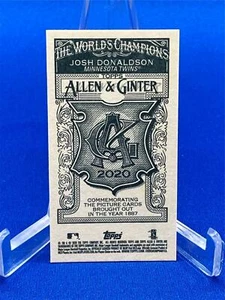 THE WORLD'S CHAMPIONS
JOSH DONALDSON
MINNESOTA TWINS
TOPPS
ALLEN & GINTER
2020
COMMEMORATING
THE PICTURE CARDS
BROUGHT OUT
IN THE YEAR 1887
Topps